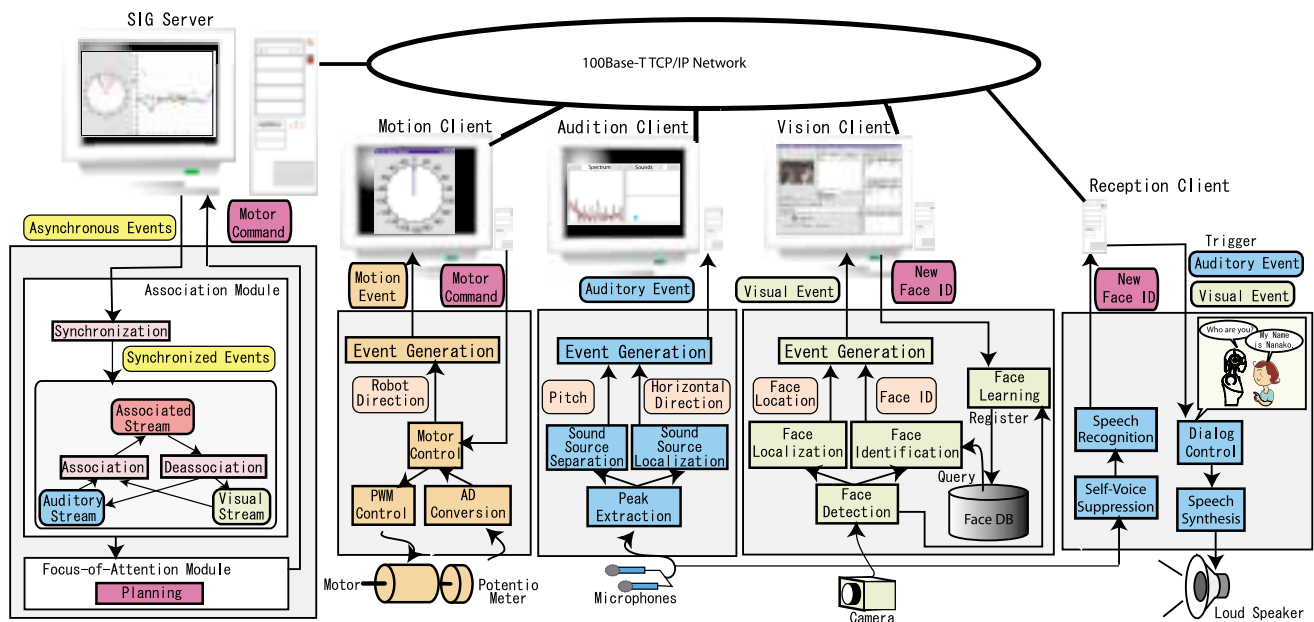 SIG Server
100Base-T TCP/IP Network
Motion Client
Audition Client
Vision Client
Reception Client
Spectrum
Sounds
Asynchronous Events
Motor
Command
Association Module
Synchronization
Synchronized Events
Associated
Stream
Association
Deassociation
Auditory
Stream
Visual
Stream
Focus-of-Attention Module
Planning
Motion
Event
Motor
Command
Event Generation
Robot
Direction
Motor
Control
PWM
Control
AD
Conversion
Motor
Potentio
Meter
Auditory Event
Event Generation
Pitch
Horizontal
Direction
Sound
Source
Separation
Sound
Source
Localization
Peak
Extraction
Microphones
Visual Event
New
Face ID
Event Generation
Face
Location
Face ID
Face
Learning
Register
Face
Localization
Face
Identification
Query
Face
Detection
Face DB
Camera
New
Face ID
Trigger
Auditory Event
Visual Event
Who are you?
My Name
is Nanako.
Speech
Recognition
Dialog
Control
Self-Voice
Suppression
Speech
Synthesis
Loud Speaker